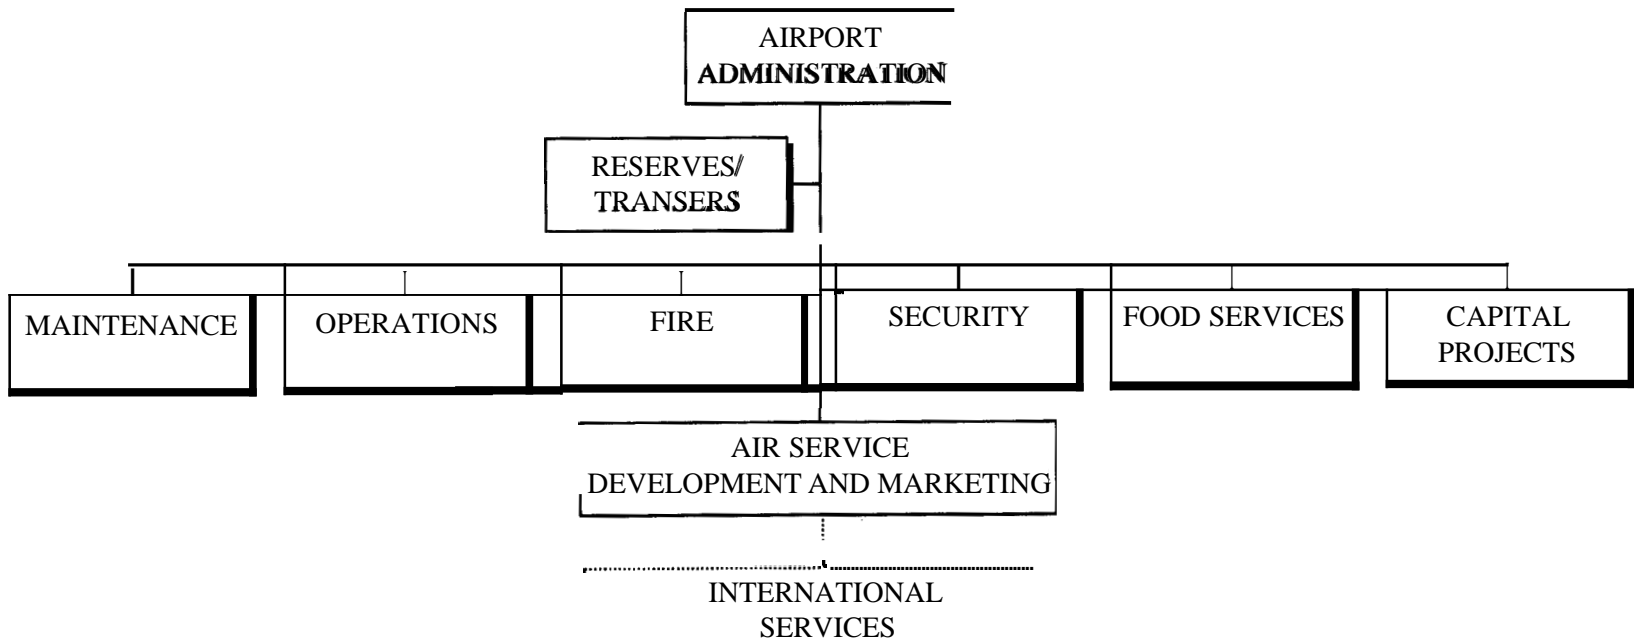 AIRPORT
ADMINISTRATION
RESERVES/
TRANSERS
MAINTENANCE
OPERATIONS
FIRE
SECURITY
FOOD SERVICES
CAPITAL
PROJECTS
AIR SERVICE
DEVELOPMENT AND MARKETING
INTERNATIONAL
SERVICES